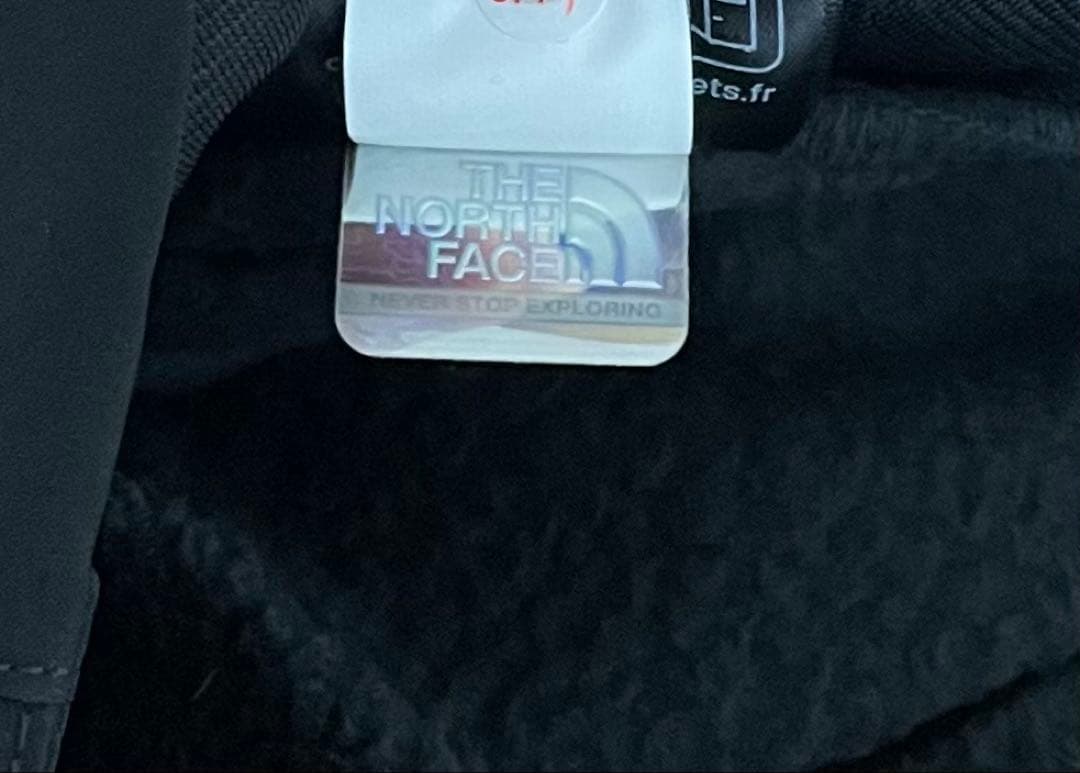 ets.fr
THE
NORTH
FACE
NEVER STOP EXPLORING